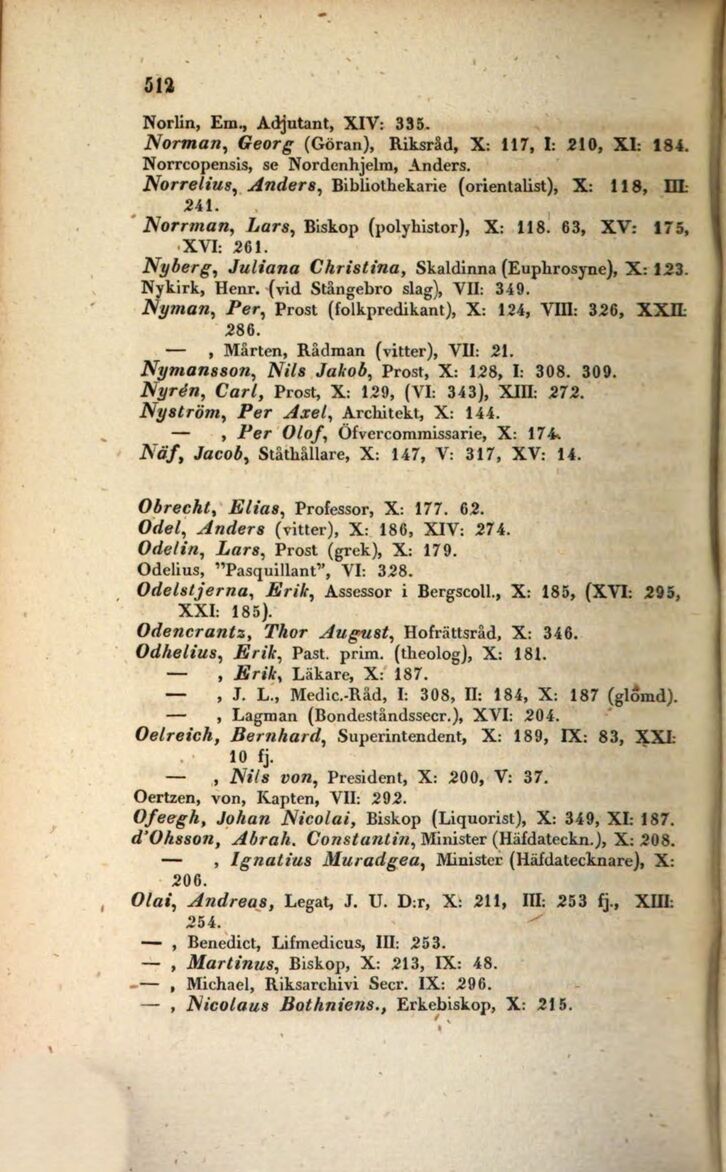 512
Norlin, Em., Adjutant, XIV: 335.
Norman, Georg (Göran), Riksråd, X: 117, I: 210, XI: 184.
Norrcopensis, se Nordenhjelm, Anders.
Norrelius, Anders, Bibliothekarie (orientalist), X: 118, III:
241.
Norrman, Lars, Biskop (polyhistor), X: 118. 63, XV: 175,
XVI: 261.
Nyberg, Juliana Christina, Skaldinna (Euphrosyne), X: 123.
Nykirk, Henr. (vid Stångebro slag), VII: 349.
Nyman, Per, Prost (folkpredikant), X: 124, VIII: 326, XXII:
286.
— , Mårten, Rådman (vitter), VII: 21.
Nymansson, Nils Jakob, Prost, X: 128, I: 308. 309.
Nyrén, Carl, Prost, X: 129, (VI: 343), XIII: 272.
Nyström, Per Axel, Architekt, X: 144.
— , Per Olof, Öfvercommissarie, X: 174.
Näf, Jacob, Ståthållare, X: 147, V: 317, XV: 14.
Obrecht, Elias, Professor, X: 177. 62.
Odel, Anders (vitter), X: 186, XIV: 274.
Odelin, Lars, Prost (grek), X: 179.
Odelius, ”Pasquillant”, VI: 328.
Odelstjerna, Erik, Assessor i Bergscoll., X: 185, (XVI: 295,
XXI: 185).
Odencrantz, Thor August, Hofrättsråd, X: 346.
Odhelius, Erik, Past. prim. (theolog), X: 181.
— , Erik, Läkare, X: 187.
— , J. L., Medic.-Råd, I: 308, II: 184, X: 187 (glömd).
— , Lagman (Bondeståndssecr.), XVI: 204.
Oelreich, Bernhard, Superintendent, X: 189, IX: 83, XXI:
10 fj.
— , Nils von, President, X: 200, V: 37.
Oertzen, von, Kapten, VII: 292.
Ofeegh, Johan Nicolai, Biskop (Liquorist), X: 349, XI: 187.
d'Ohsson, Abrah. Constantin, Minister (Häfdateckn.), X: 208.
— , Ignatius Muradgea, Minister (Häfdatecknare), X:
206.
Olai, Andreas, Legat, J. U. D:r, X: 211, III: 253 fj., XIII:
254.
— , Benedict, Lifmedicus, III: 253.
— , Martinus, Biskop, X: 213, IX: 48.
— , Michael, Riksarchivi Secr. IX: 296.
— , Nicolaus Bothniens., Erkebiskop, X: 215.